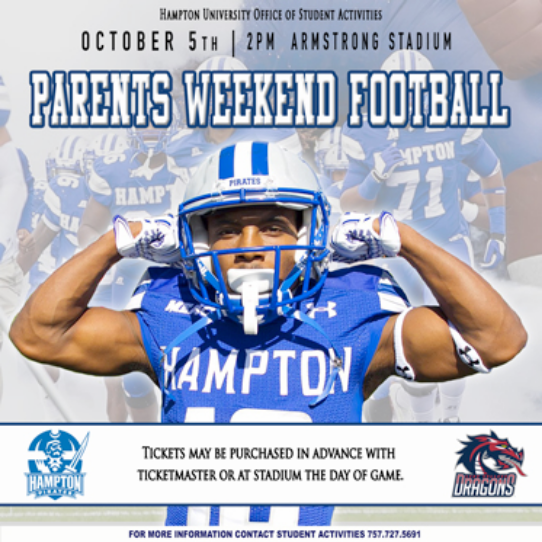 HAMPTON UNIVERSITY OFFICE OF STUDENT ACTIVITIES
OCTOBER 5TH | 2PM ARMSTRONG STADIUM
PARENTS WEEKEND FOOTBALL
PIRATES
HAMPT
MPTON
71
HAMPTON
HAMPTON
PIRATES
TICKETS MAY BE PURCHASED IN ADVANCE WITH
TICKETMASTER OR AT STADIUM THE DAY OF GAME.
DRAGONS
FOR MORE INFORMATION CONTACT STUDENT ACTIVITIES 757.727.5691